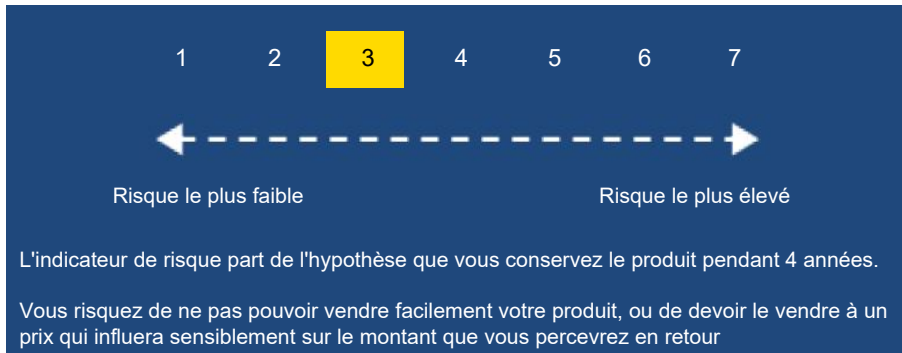 1 2 3 4 5 6 7
Risque le plus faible Risque le plus élevé
L'indicateur de risque part de l'hypothèse que vous conservez le produit pendant 4 années.
Vous risquez de ne pas pouvoir vendre facilement votre produit, ou de devoir le vendre à un
prix qui influera sensiblement sur le montant que vous percevrez en retour